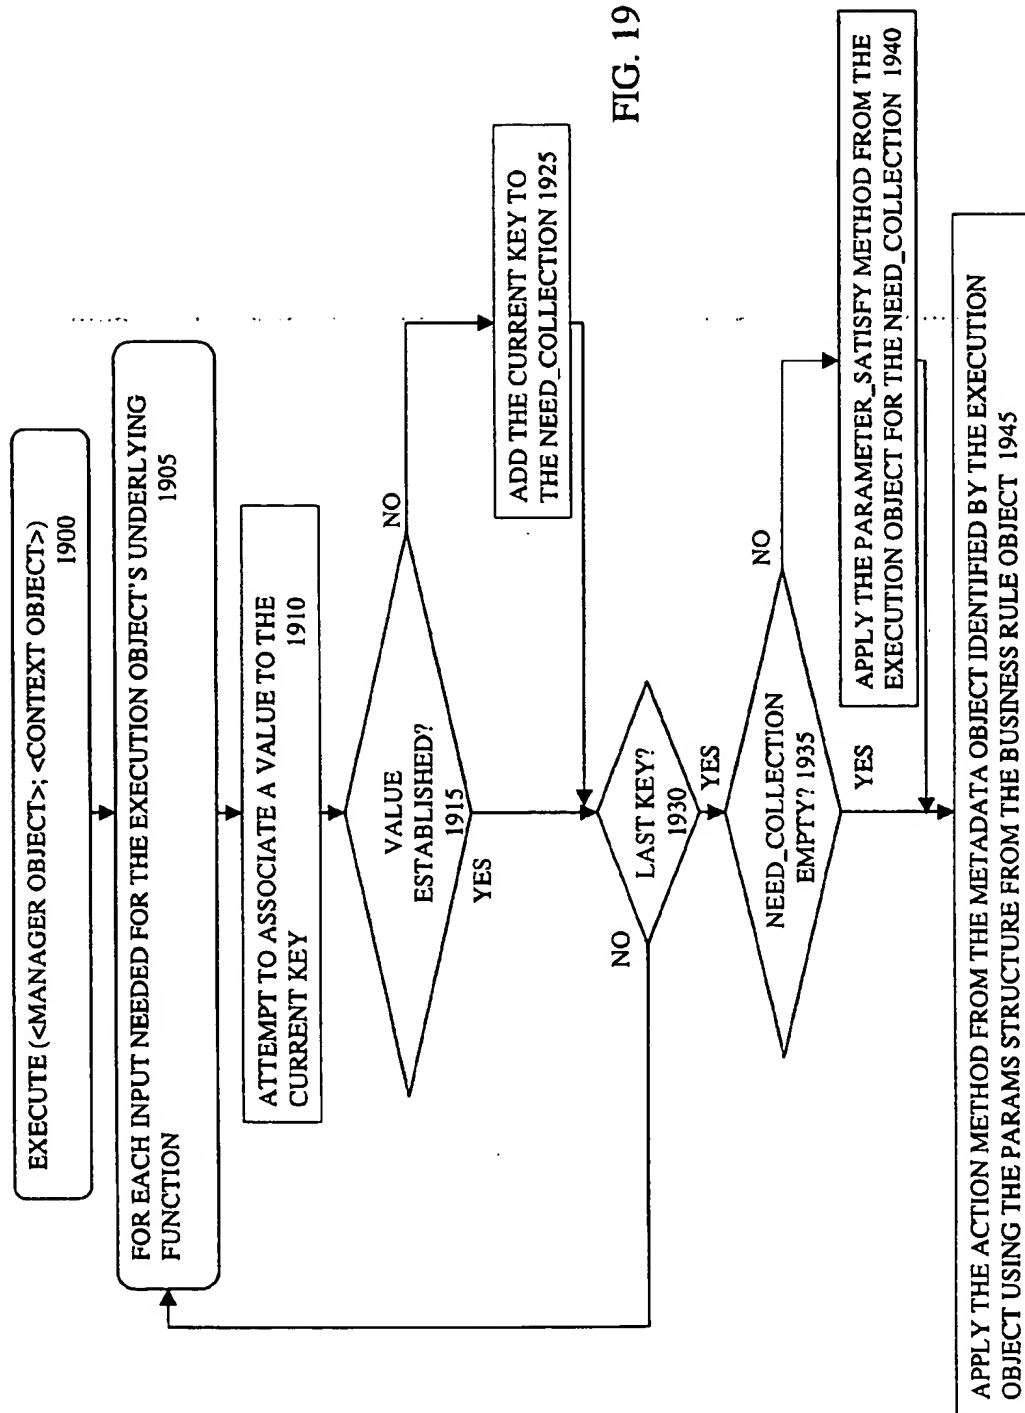 EXECUTE (<MANAGER OBJECT>; <CONTEXT OBJECT>)
1900
FOR EACH INPUT NEEDED FOR THE EXECUTION OBJECT'S UNDERLYING
FUNCTION 1905
ATTEMPT TO ASSOCIATE A VALUE TO THE
CURRENT KEY 1910
VALUE
ESTABLISHED?
1915
NO
YES
ADD THE CURRENT KEY TO
THE NEED_COLLECTION 1925
LAST KEY?
1930
NO
YES
NEED_COLLECTION
EMPTY? 1935
NO
YES
APPLY THE PARAMETER_SATISFY METHOD FROM THE
EXECUTION OBJECT FOR THE NEED_COLLECTION 1940
APPLY THE ACTION METHOD FROM THE METADATA OBJECT IDENTIFIED BY THE EXECUTION
OBJECT USING THE PARAMS STRUCTURE FROM THE BUSINESS RULE OBJECT 1945
FIG. 19